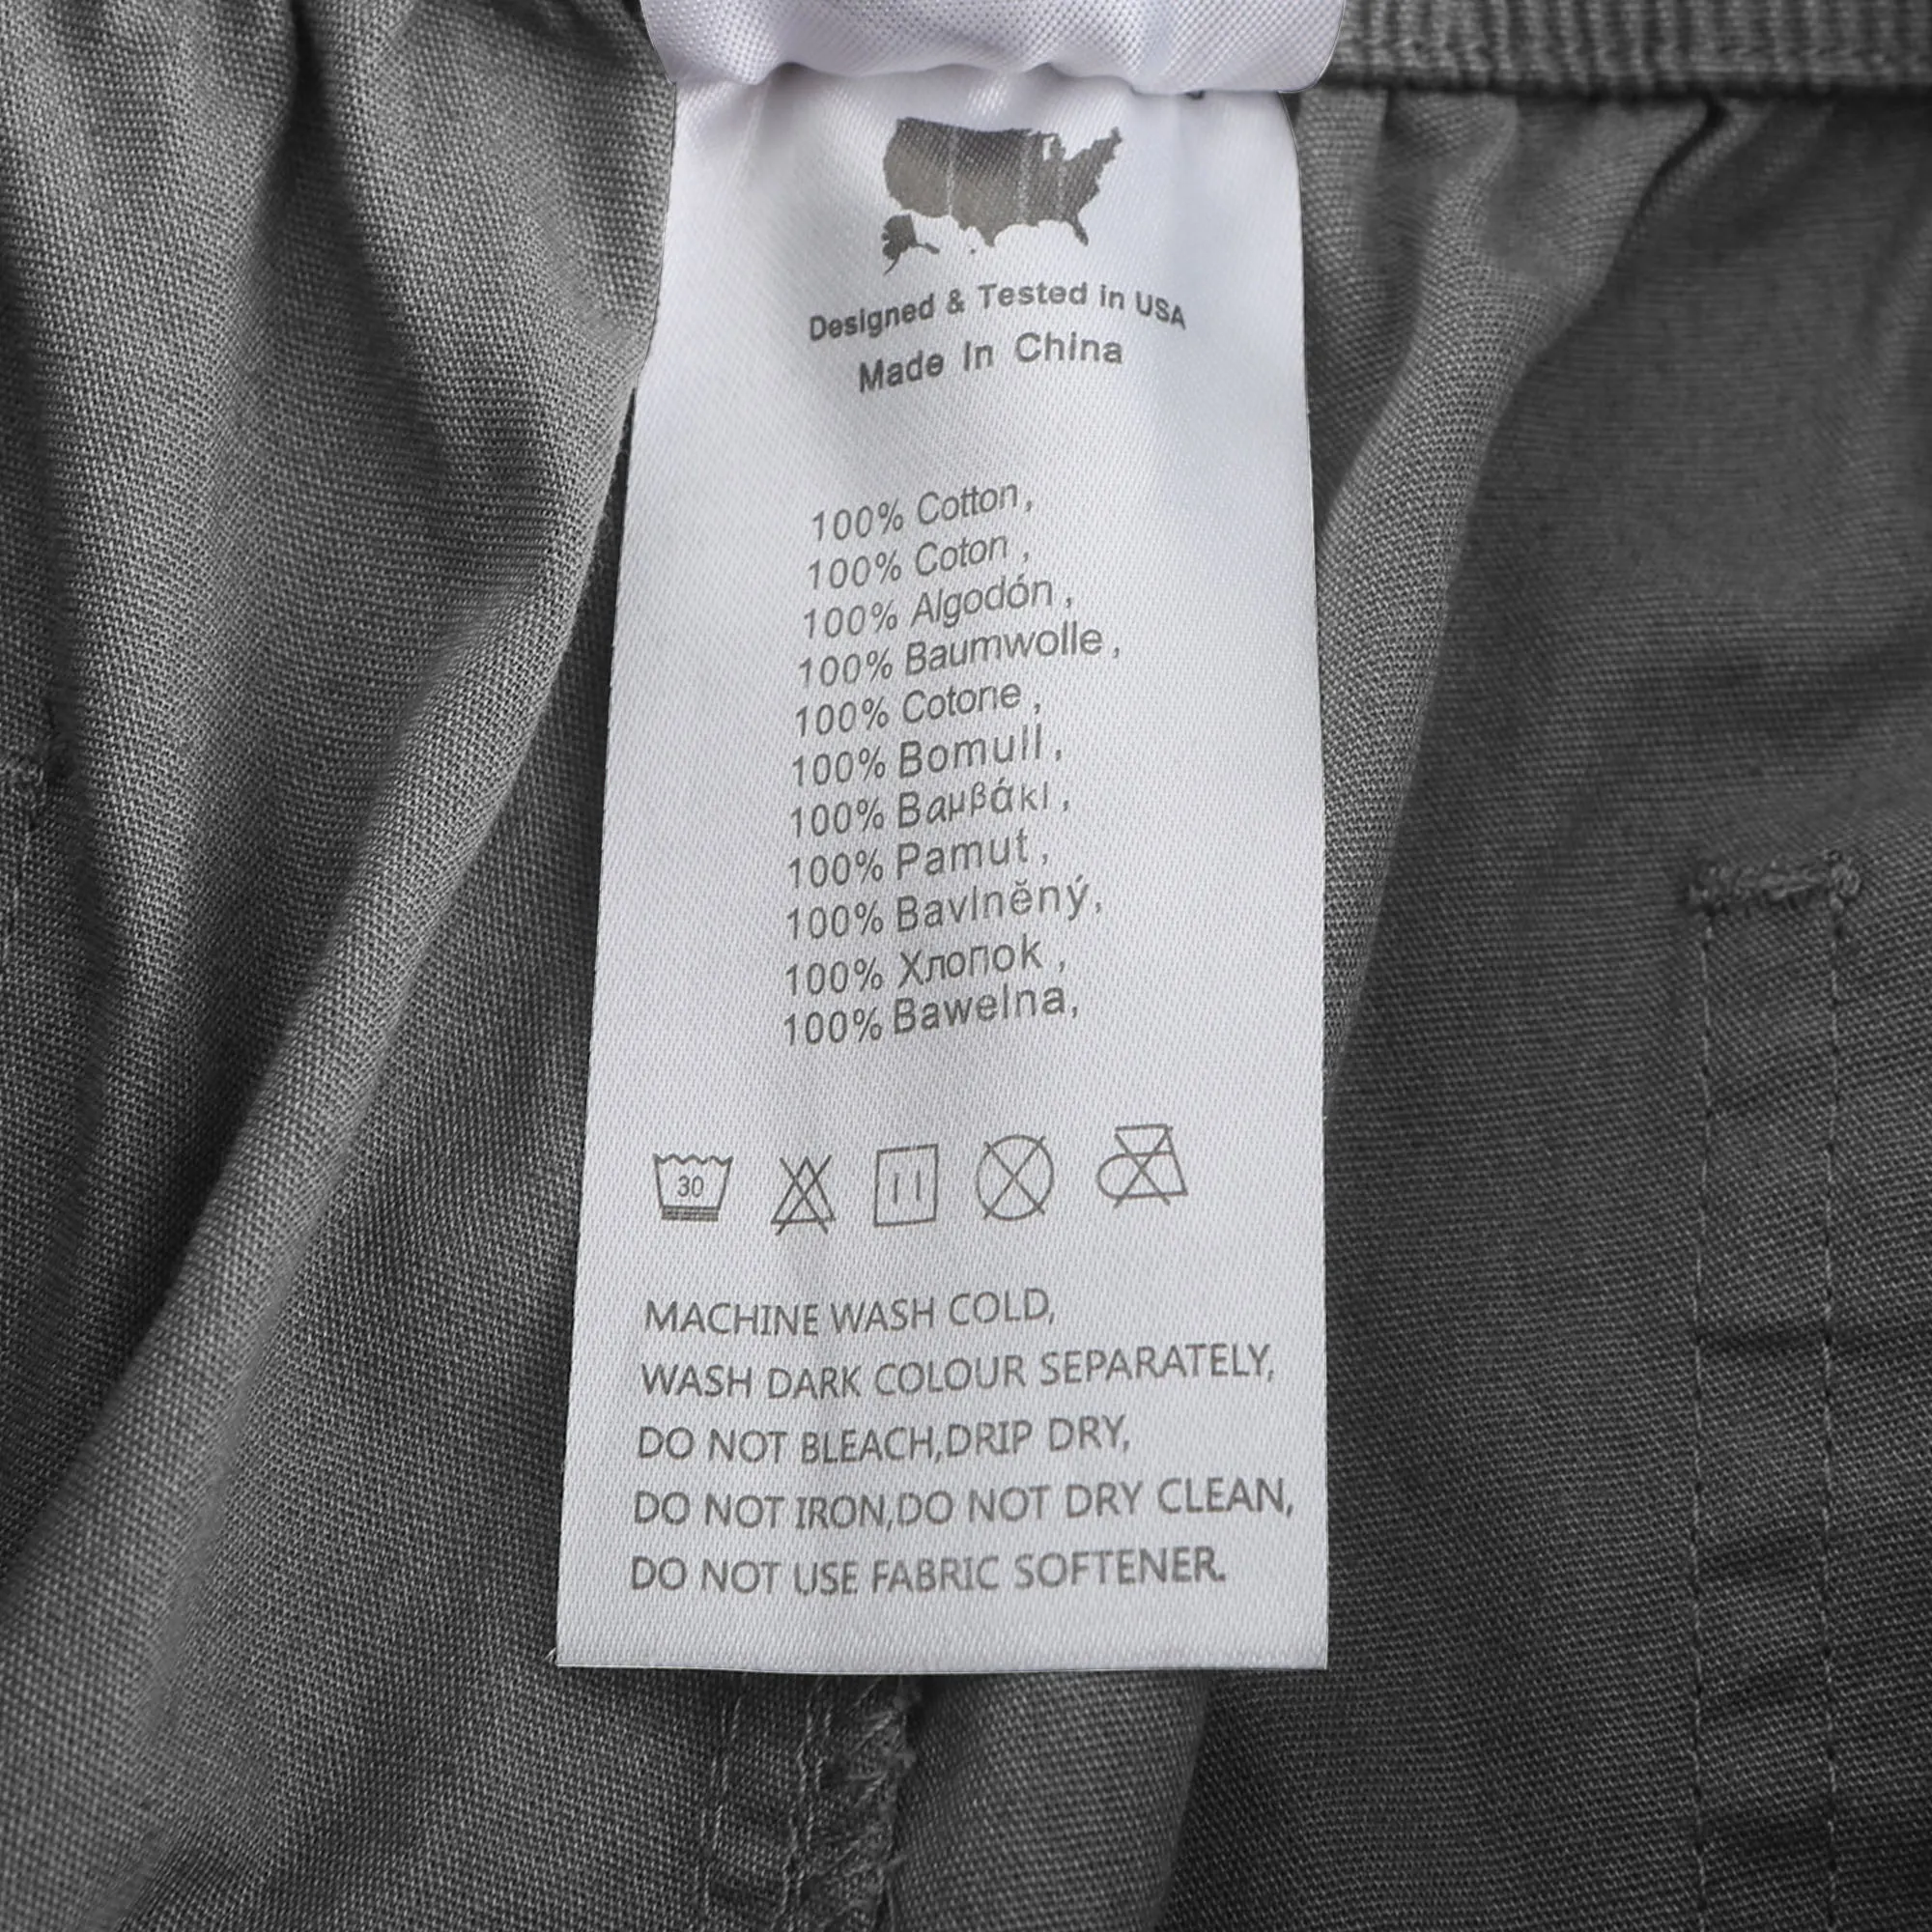 Designed & Tested in USA
Made In China
100% Cotton,
100% Coton ,
100% Algodón ,
100% Baumwolle ,
100% Cotone ,
100% Bomull ,
100% Βαμβάκι ,
100% Pamut ,
100% Bavlněný,
100% Хлопок ,
100% Bawelna,
30
MACHINE WASH COLD,
WASH DARK COLOUR SEPARATELY,
DO NOT BLEACH,DRIP DRY,
DO NOT IRON,DO NOT DRY CLEAN,
DO NOT USE FABRIC SOFTENER.